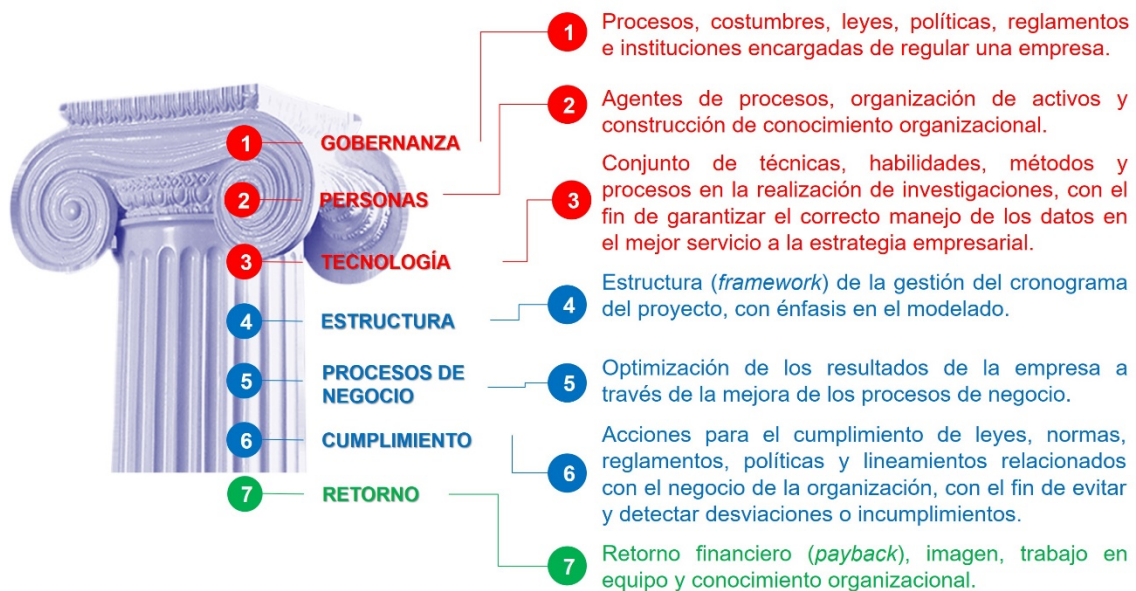 1 GOBERNANZA
2 PERSONAS
3 TECNOLOGÍA
4 ESTRUCTURA
5 PROCESOS DE
NEGOCIO
6 CUMPLIMIENTO
7 RETORNO
1 Procesos, costumbres, leyes, políticas, reglamentos
e instituciones encargadas de regular una empresa.
2 Agentes de procesos, organización de activos y
construcción de conocimiento organizacional.
3 Conjunto de técnicas, habilidades, métodos y
procesos en la realización de investigaciones, con el
fin de garantizar el correcto manejo de los datos en
el mejor servicio a la estrategia empresarial.
4 Estructura (framework) de la gestión del cronograma
del proyecto, con énfasis en el modelado.
5 Optimización de los resultados de la empresa a
través de la mejora de los procesos de negocio.
6 Acciones para el cumplimiento de leyes, normas,
reglamentos, políticas y lineamientos relacionados
con el negocio de la organización, con el fin de evitar
y detectar desviaciones o incumplimientos.
7 Retorno financiero (payback), imagen, trabajo en
equipo y conocimiento organizacional.